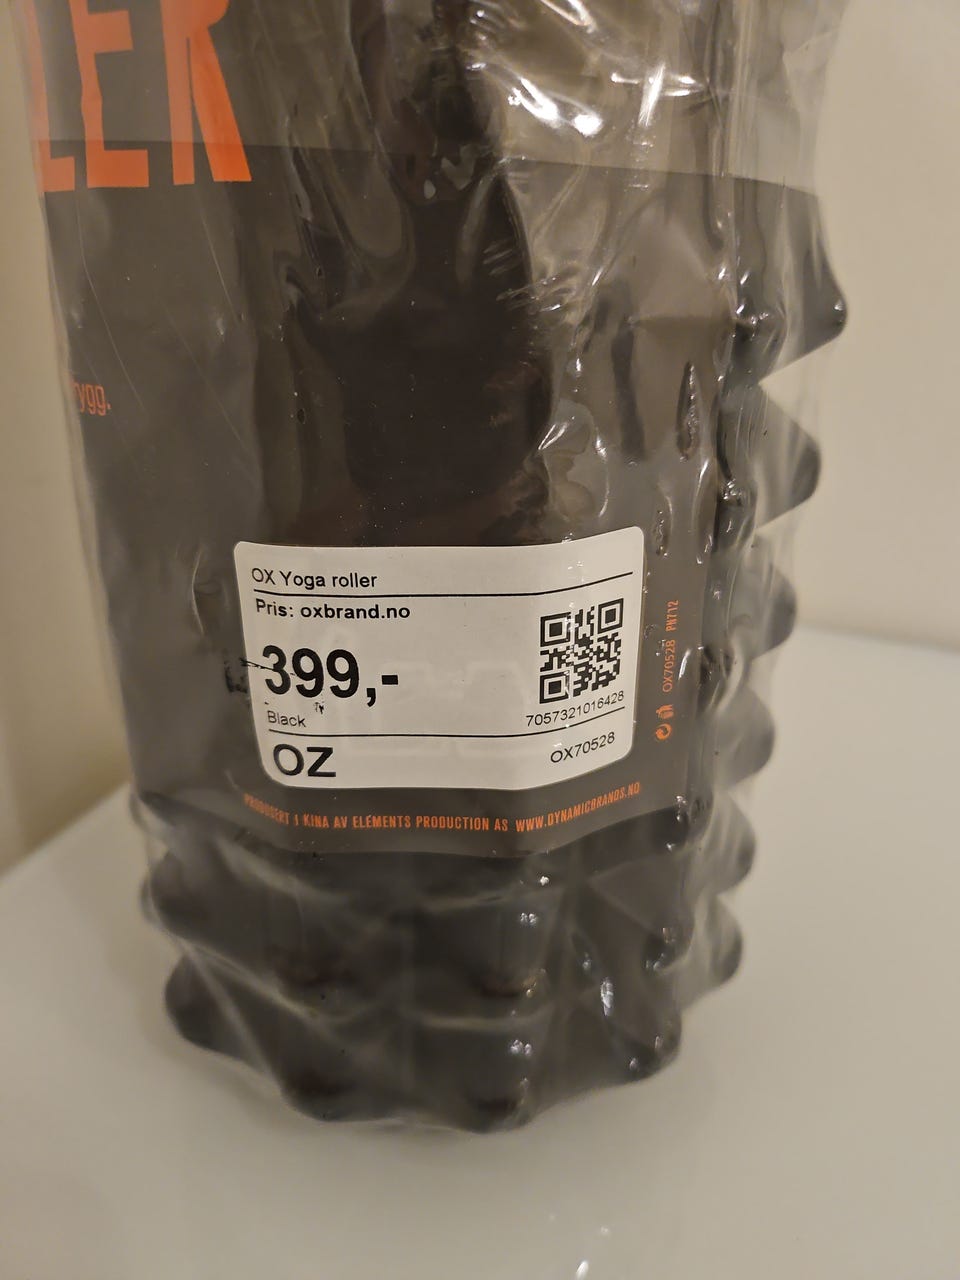 LER
ygg.
OX Yoga roller
Pris: oxbrand.no
399,-
7057321016428
Black
OZ
OX70528
OX70528 PN712
PRODUSERT I KINA AV ELEMENTS PRODUCTION AS WWW.DYNAMICBRANDS.NO